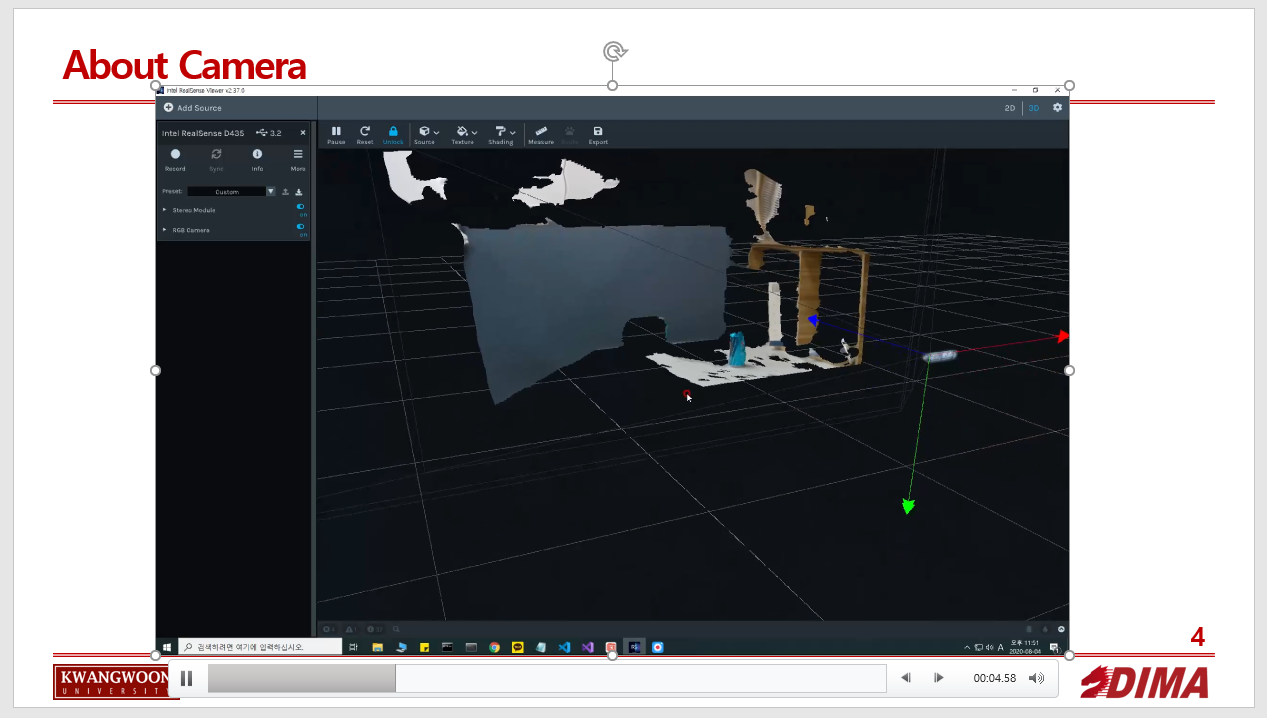 About Camera
Intel RealSense Viewer v2.37.0
Add Source
2D 3D
Intel RealSense D435 3.2
Record Sync Info More
Preset: Custom
Stereo Module
on
RGB Camera
on
Pause Reset Unlock Source Texture Shading Measure Export
검색하려면 여기에 입력하십시오.
A
오후 11:51
2020-08-04
4
KWANGWOON
UNIVERSITY
00:04.58
DIMA